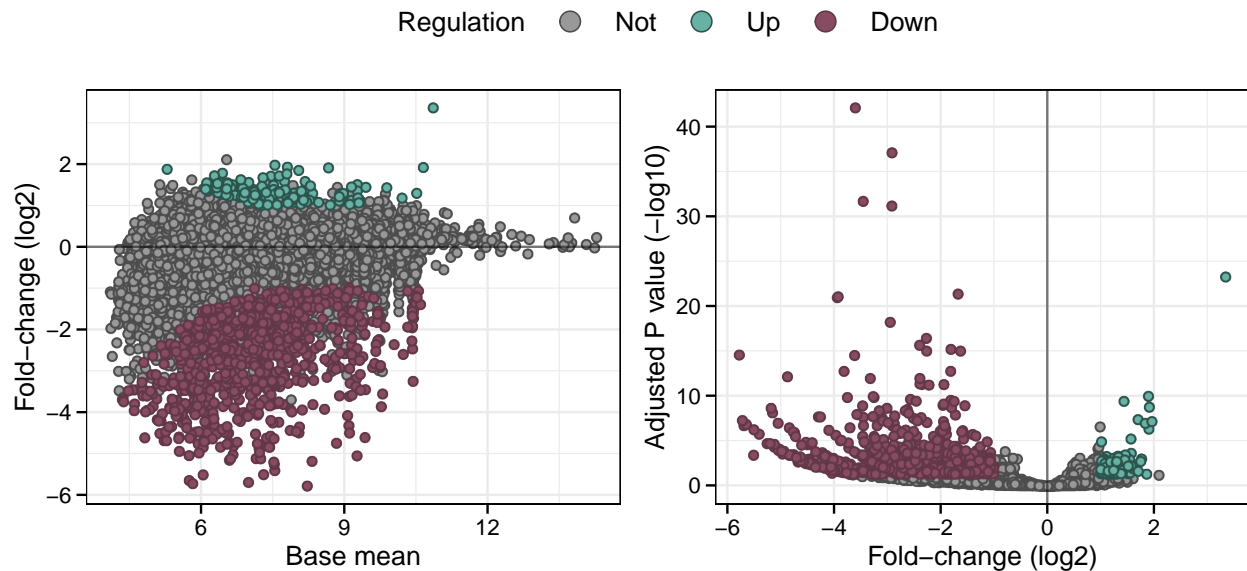 Regulation Not Up Down
Fold−change (log2)
2
0
−2
−4
−6
6 9 12
Base mean
Adjusted P value (−log10)
40
30
20
10
0
−6 −4 −2 0 2
Fold−change (log2)